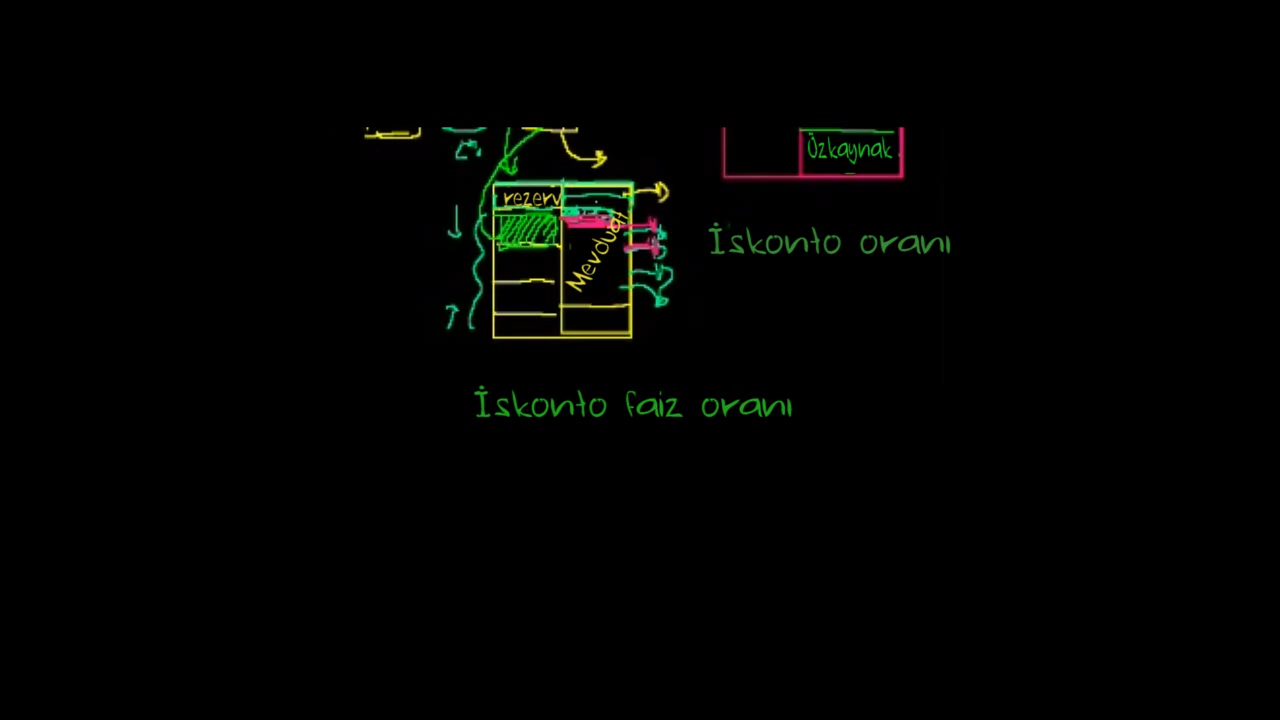 Özkaynak
rezerv
Mevduat
İskonto oranı
İskonto faiz oranı